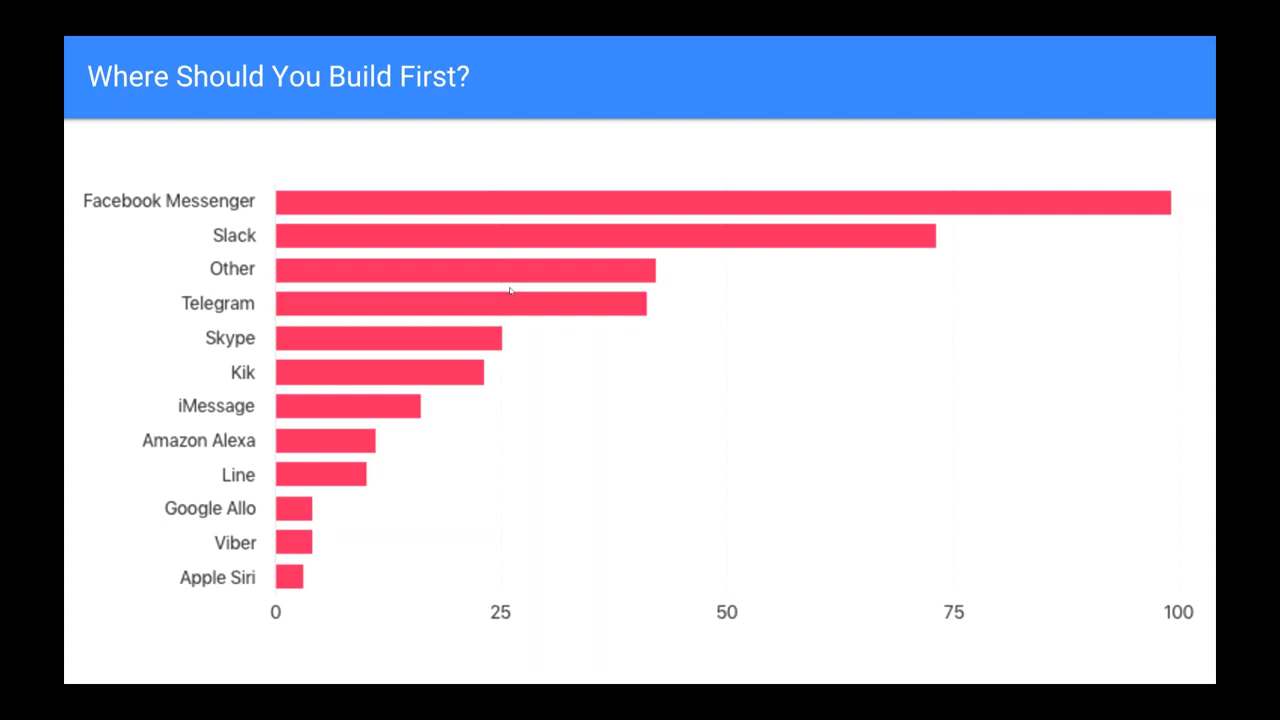 Where Should You Build First?
Facebook Messenger
Slack
Other
Telegram
Skype
Kik
iMessage
Amazon Alexa
Line
Google Allo
Viber
Apple Siri
0 25 50 75 100